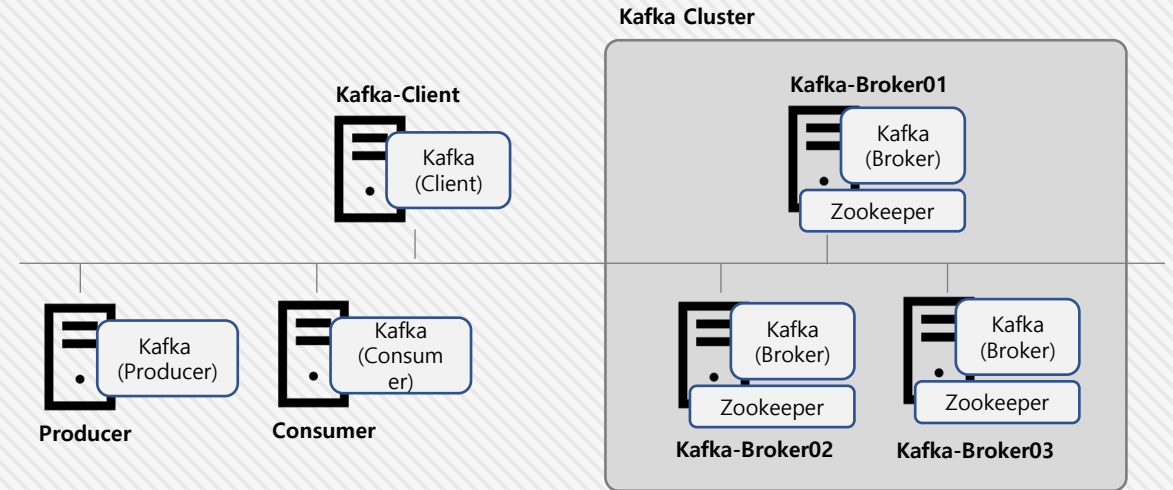 Kafka Cluster
Kafka-Broker01
Kafka-Client
Kafka
(Broker)
Kafka
(Client)
Zookeeper
Kafka
(Producer)
Kafka
(Consum
er)
Kafka
(Broker)
Kafka
(Broker)
Zookeeper
Zookeeper
Producer
Consumer
Kafka-Broker02
Kafka-Broker03